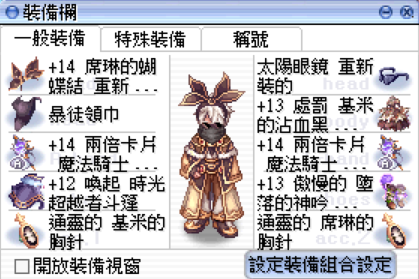 裝備欄
一般裝備
特殊裝備
稱號
+14 席琳的蝴
蝶結 重新 ...
暴徒領巾
+14 兩倍卡片
魔法騎士 ...
+12 喚起 時光
超越者斗篷
通靈的 基米的
胸針
太陽眼鏡 重新
裝的
+13 處罰 基米
的沾血黑 ...
+14 兩倍卡片
魔法騎士 ...
+13 傲慢的 墮
落的神吟 ...
通靈的 席琳的
胸針
開放裝備視窗
設定裝備組合設定